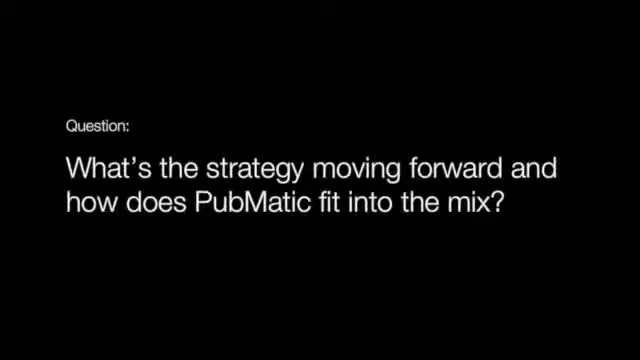 Question:
What’s the strategy moving forward and
how does PubMatic fit into the mix?